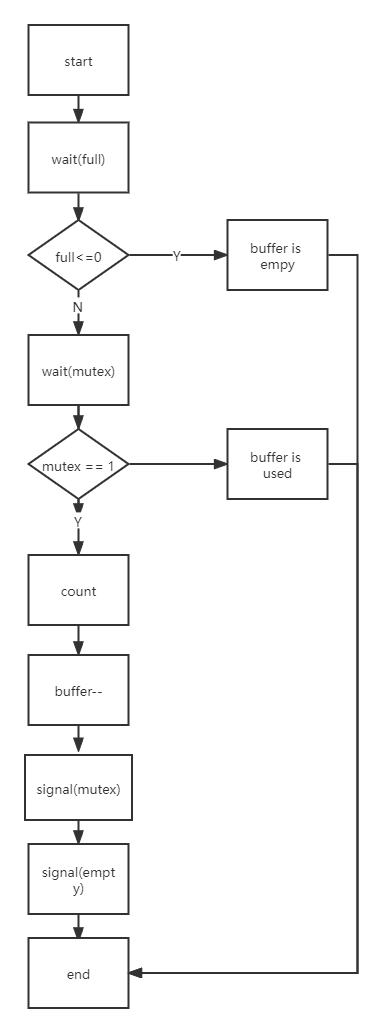 start
wait(full)
full<=0
Y
buffer is
empy
N
wait(mutex)
mutex == 1
buffer is
used
Y
count
buffer--
signal(mutex)
signal(empt
y)
end